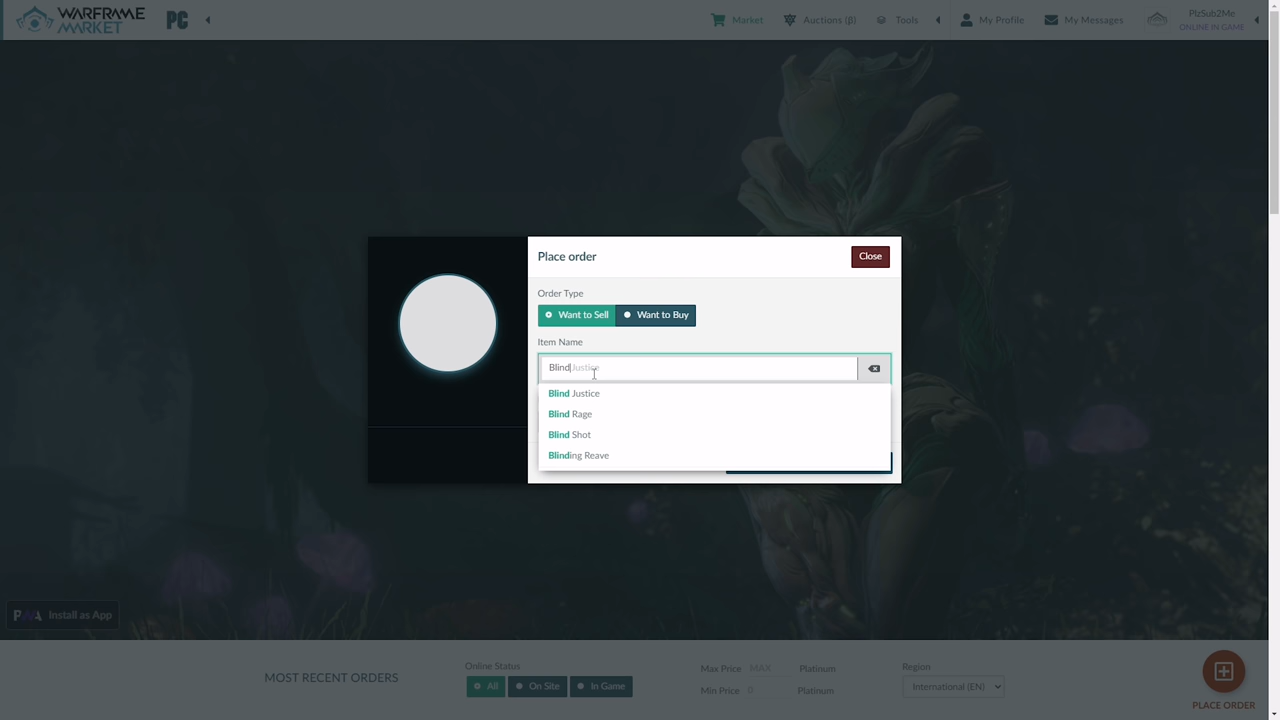 WARFRAME
MARKET
PC
Market
Auctions (β)
Tools
My Profile
My Messages
PlzSub2Me
ONLINE IN GAME
Place order
Close
Order Type
Want to Sell
Want to Buy
Item Name
Blind Justice
Blind Justice
Blind Rage
Blind Shot
Blinding Reave
PWA Install as App
MOST RECENT ORDERS
Online Status
All
On Site
In Game
Max Price MAX Platinum
Min Price 0 Platinum
Region
International (EN)
PLACE ORDER